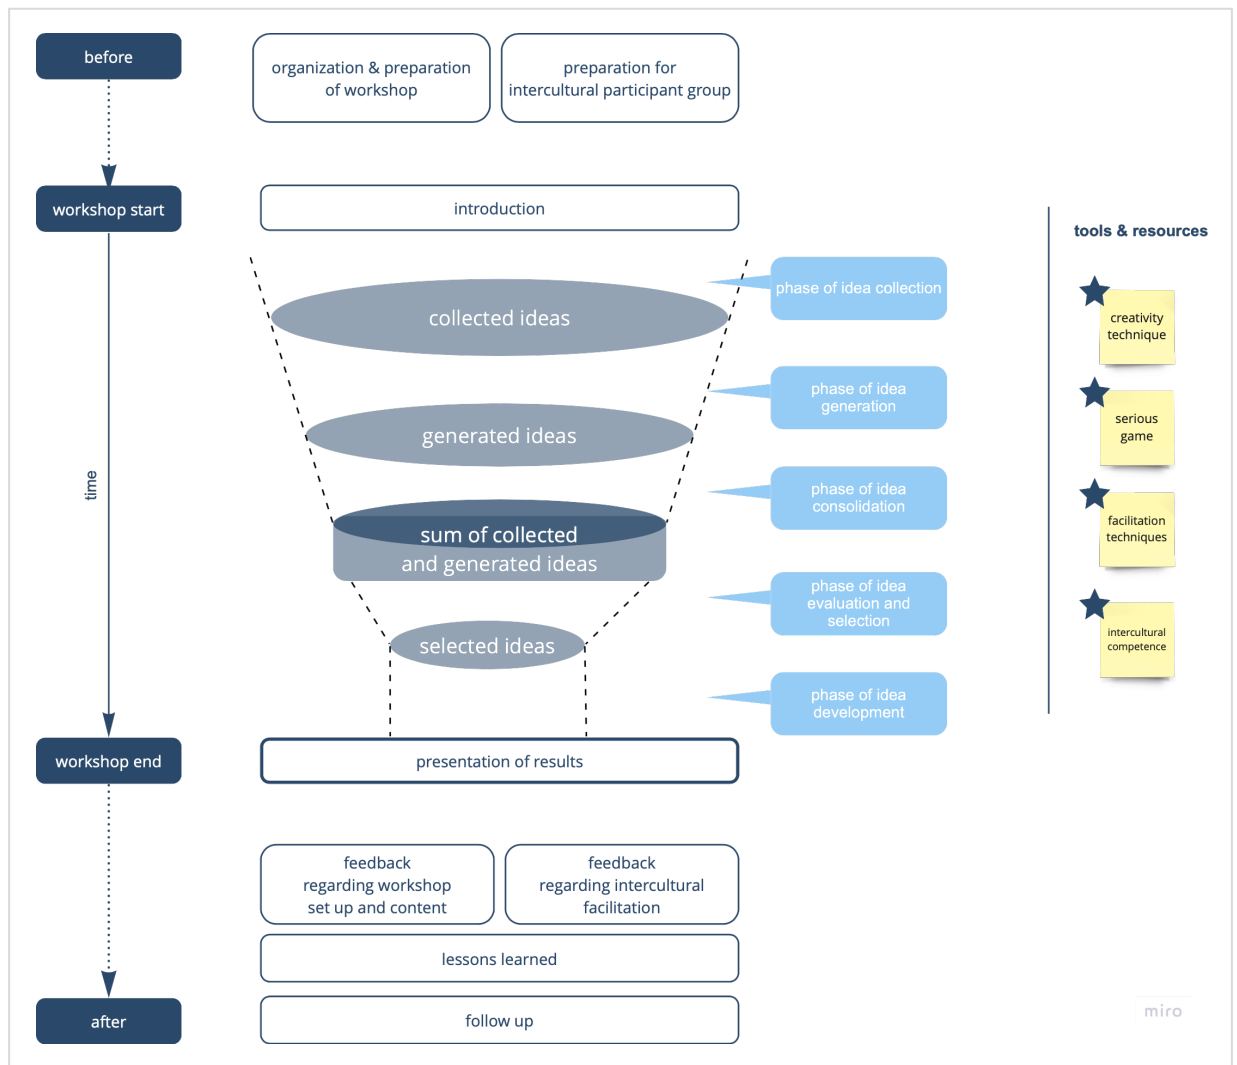 before
organization & preparation
of workshop
preparation for
intercultural participant group
workshop start
introduction
tools & resources
phase of idea collection
collected ideas
creativity
technique
phase of idea
generation
generated ideas
serious
game
time
phase of idea
consolidation
sum of collected
and generated ideas
facilitation
techniques
phase of idea
evaluation and
selection
selected ideas
intercultural
competence
phase of idea
development
workshop end
presentation of results
feedback
regarding workshop
set up and content
feedback
regarding intercultural
facilitation
lessons learned
after
follow up
miro